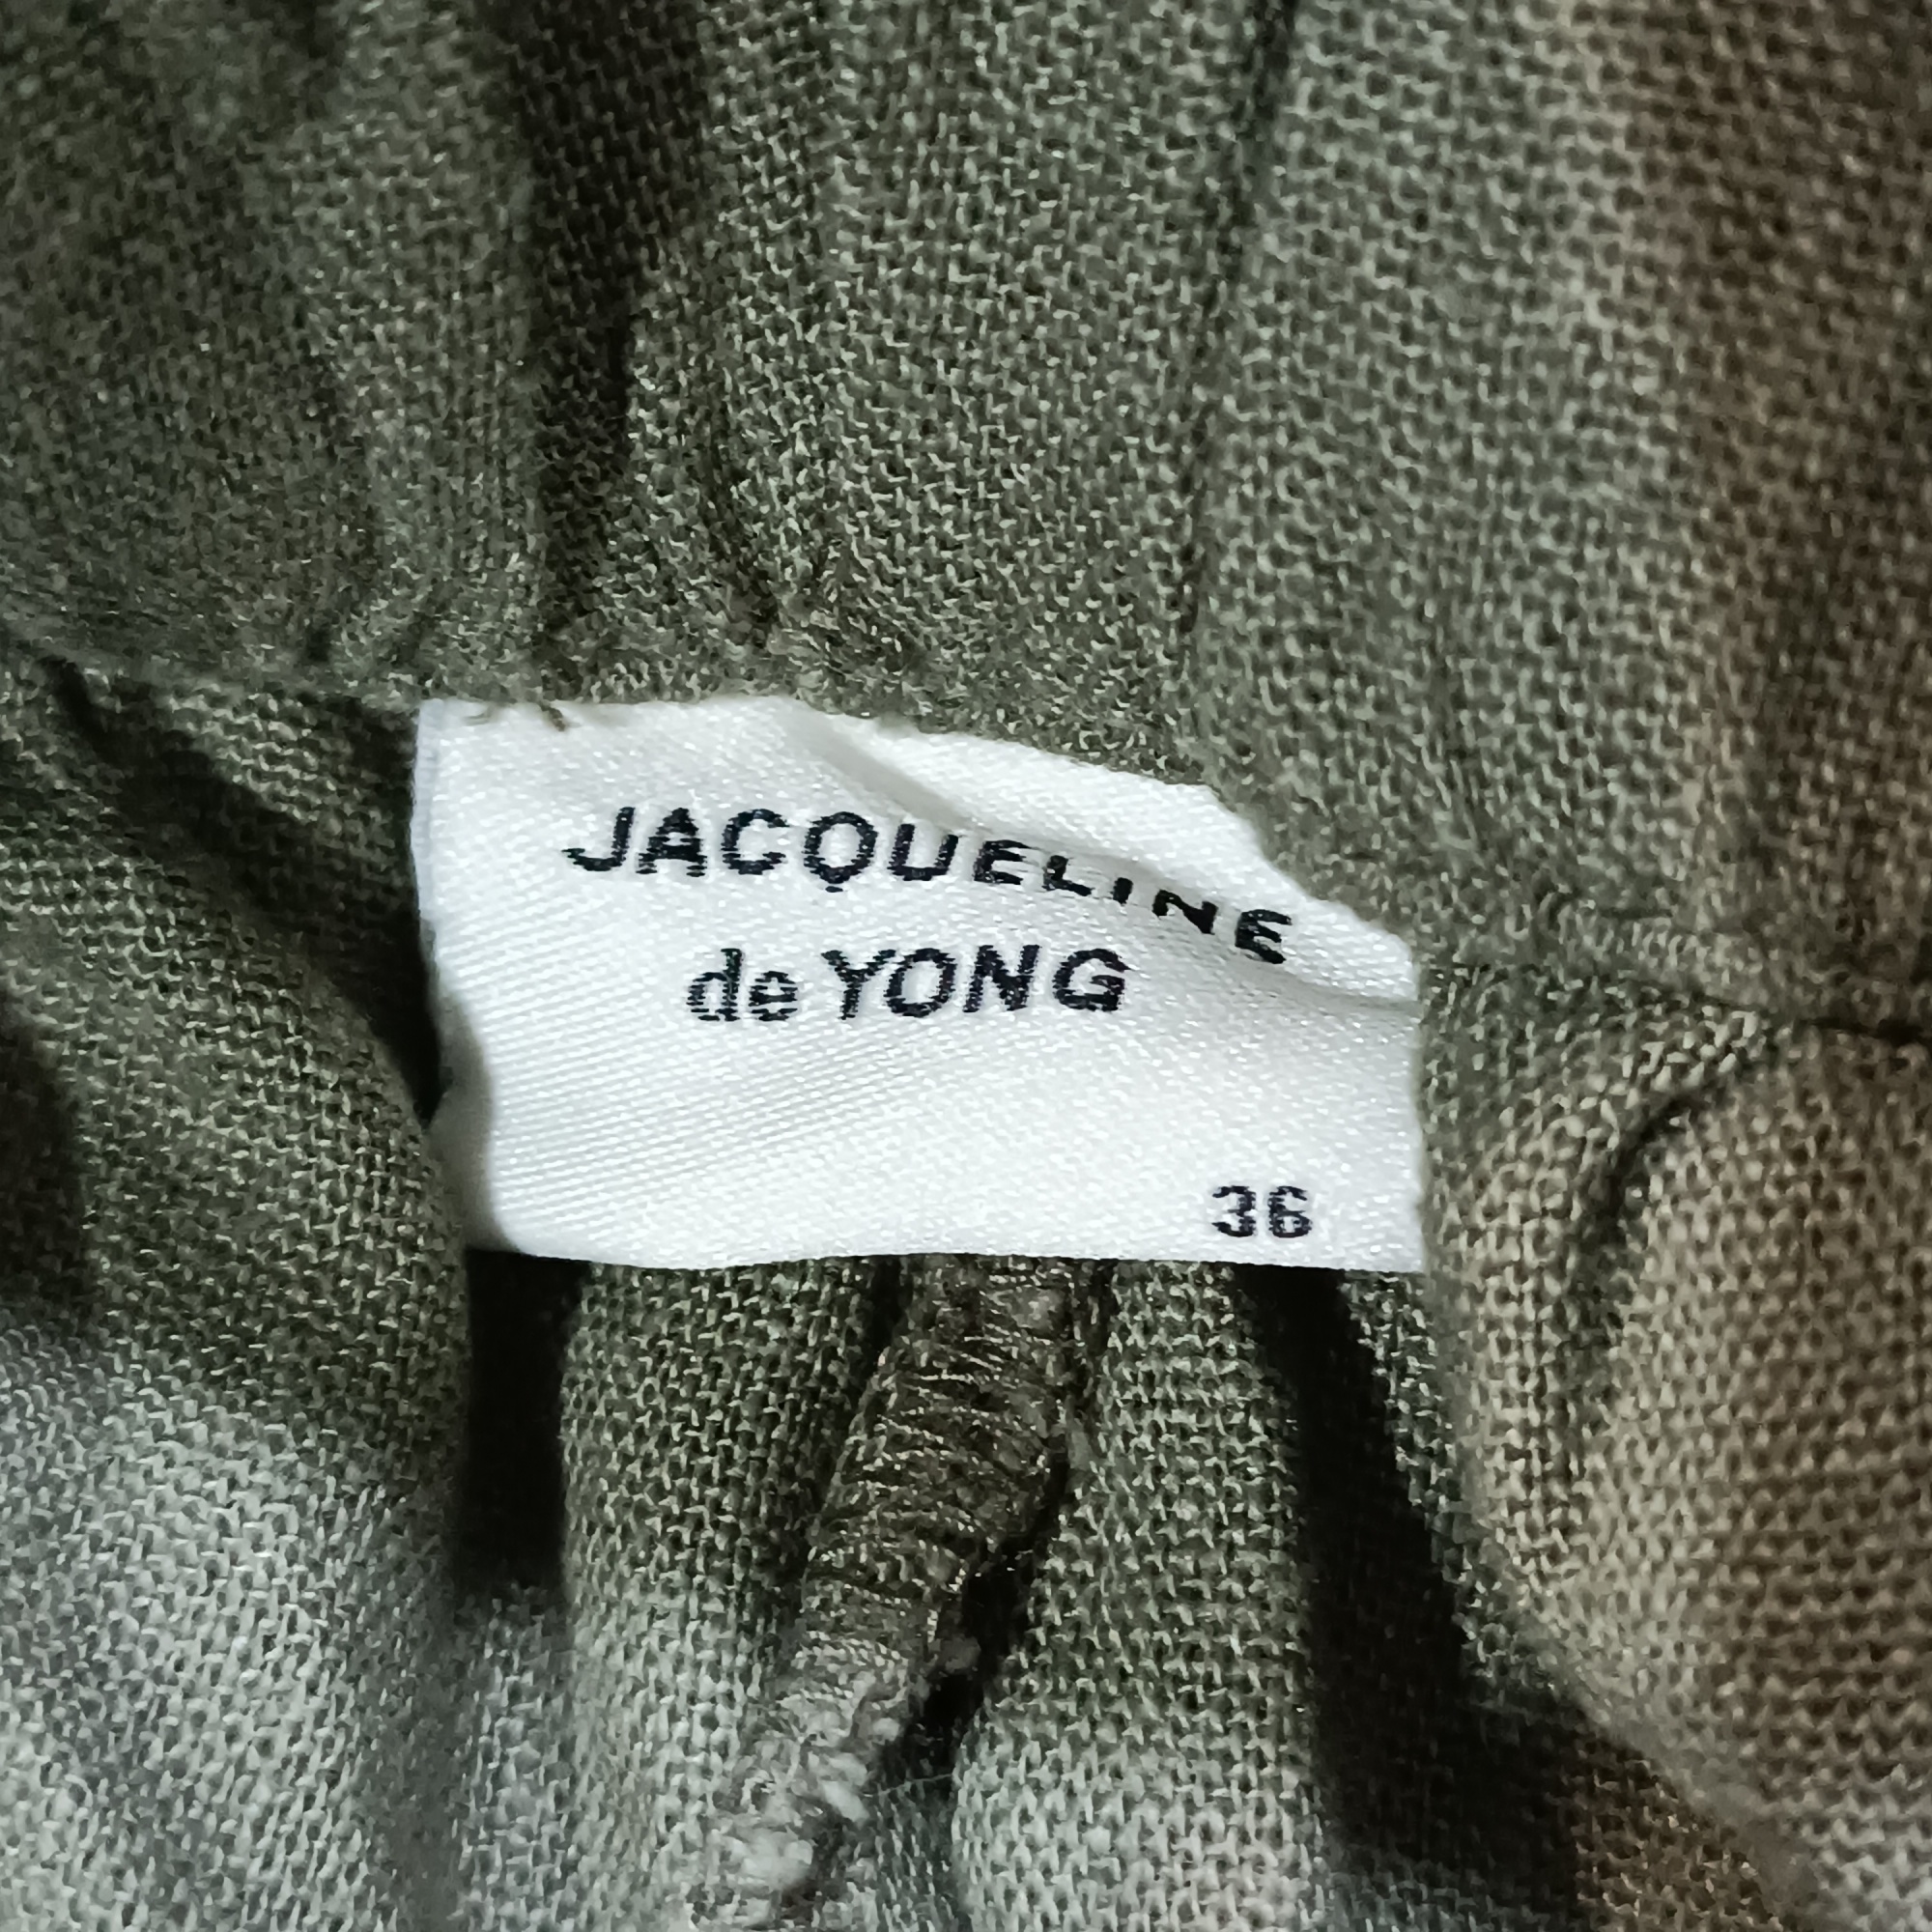 JACQUELINE
de YONG
36